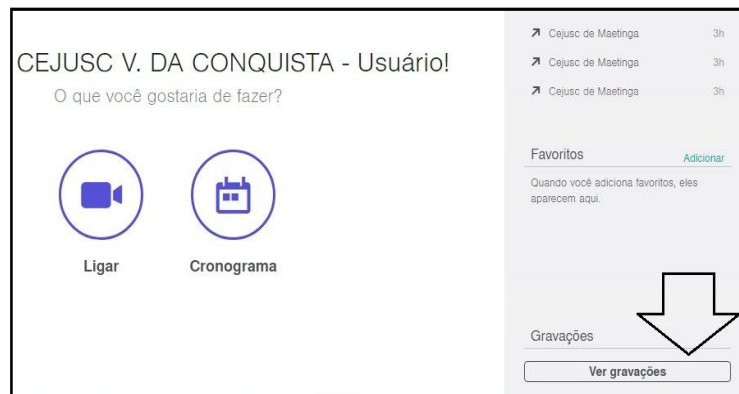 CEJUSC V. DA CONQUISTA - Usuário!
O que você gostaria de fazer?
Ligar
Cronograma
Cejusc de Maetinga 3h
Cejusc de Maetinga 3h
Cejusc de Maetinga 3h
Favoritos Adicionar
Quando você adiciona favoritos, eles
aparecem aqui.
Gravações
Ver gravações